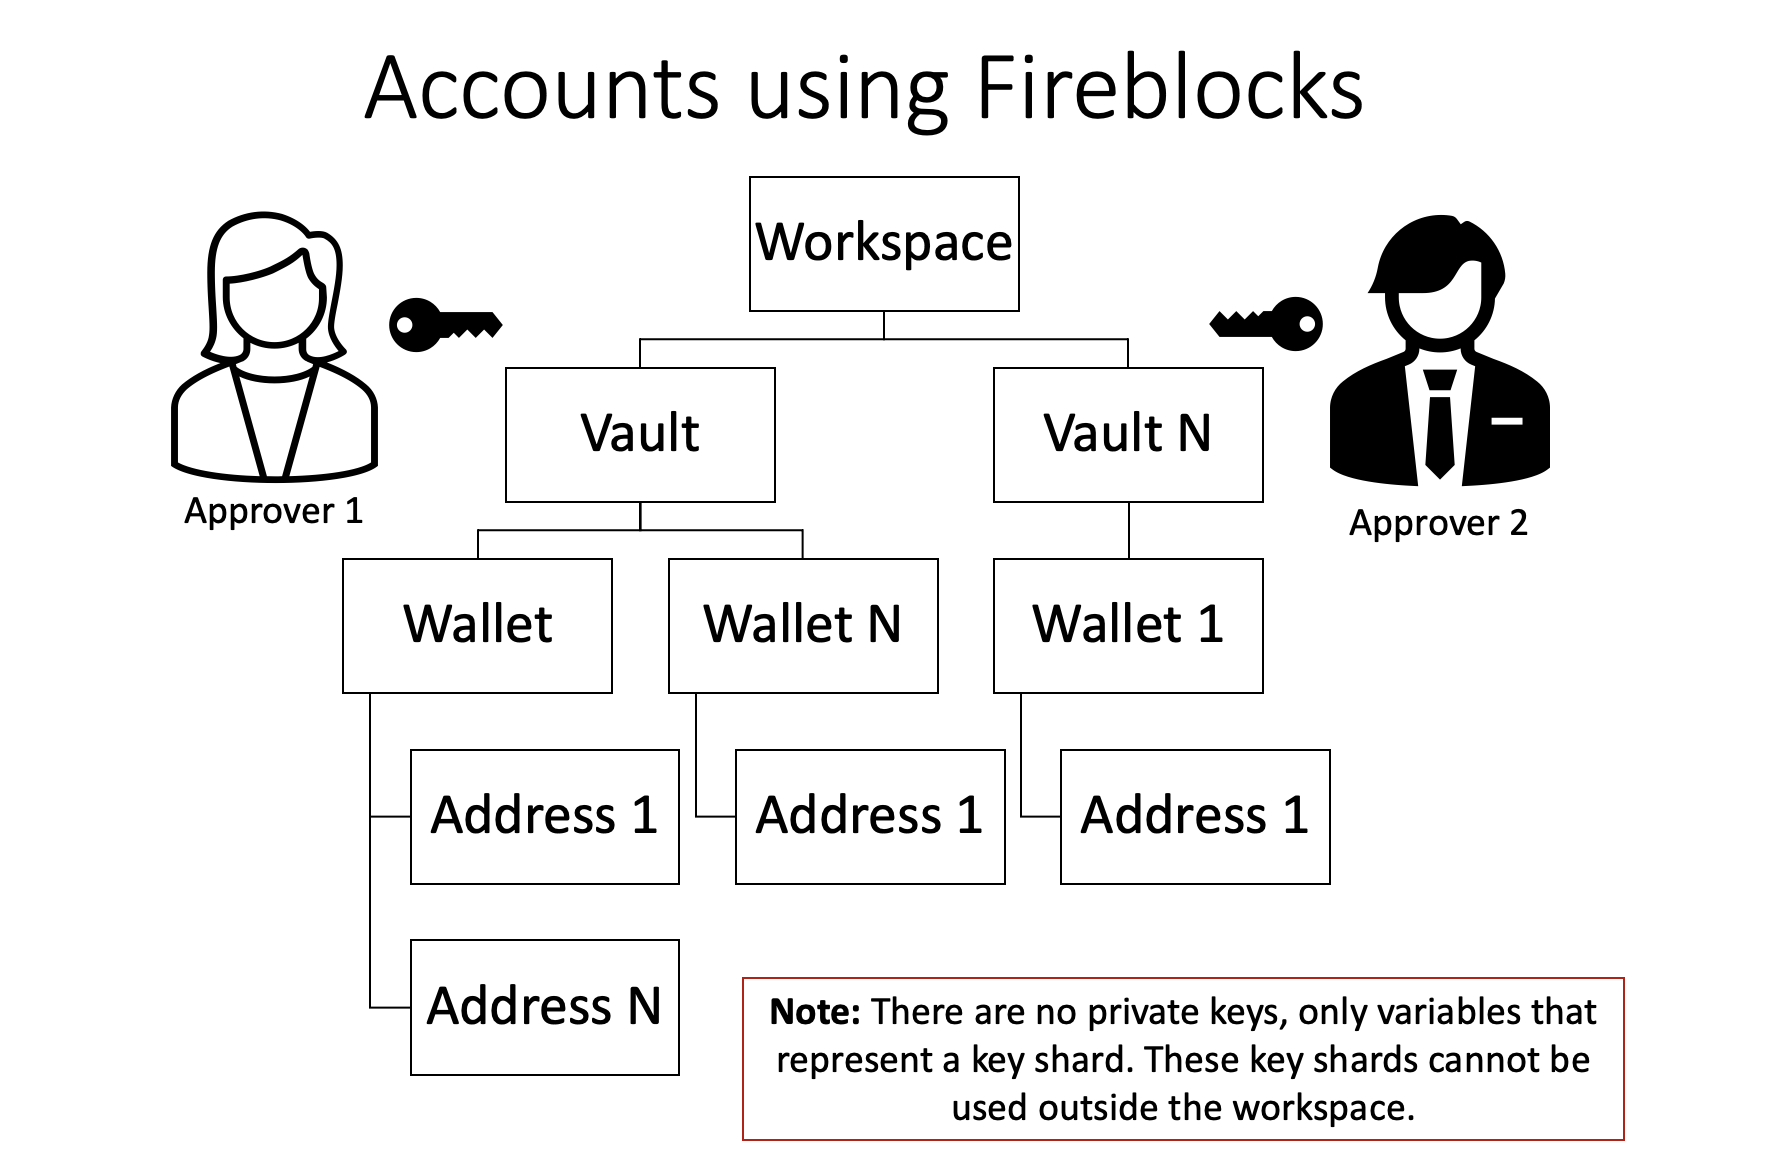 Accounts using Fireblocks
Workspace
Vault
Vault N
Approver 1
Approver 2
Wallet
Wallet N
Wallet 1
Address 1
Address 1
Address 1
Address N
Note: There are no private keys, only variables that
represent a key shard. These key shards cannot be
used outside the workspace.